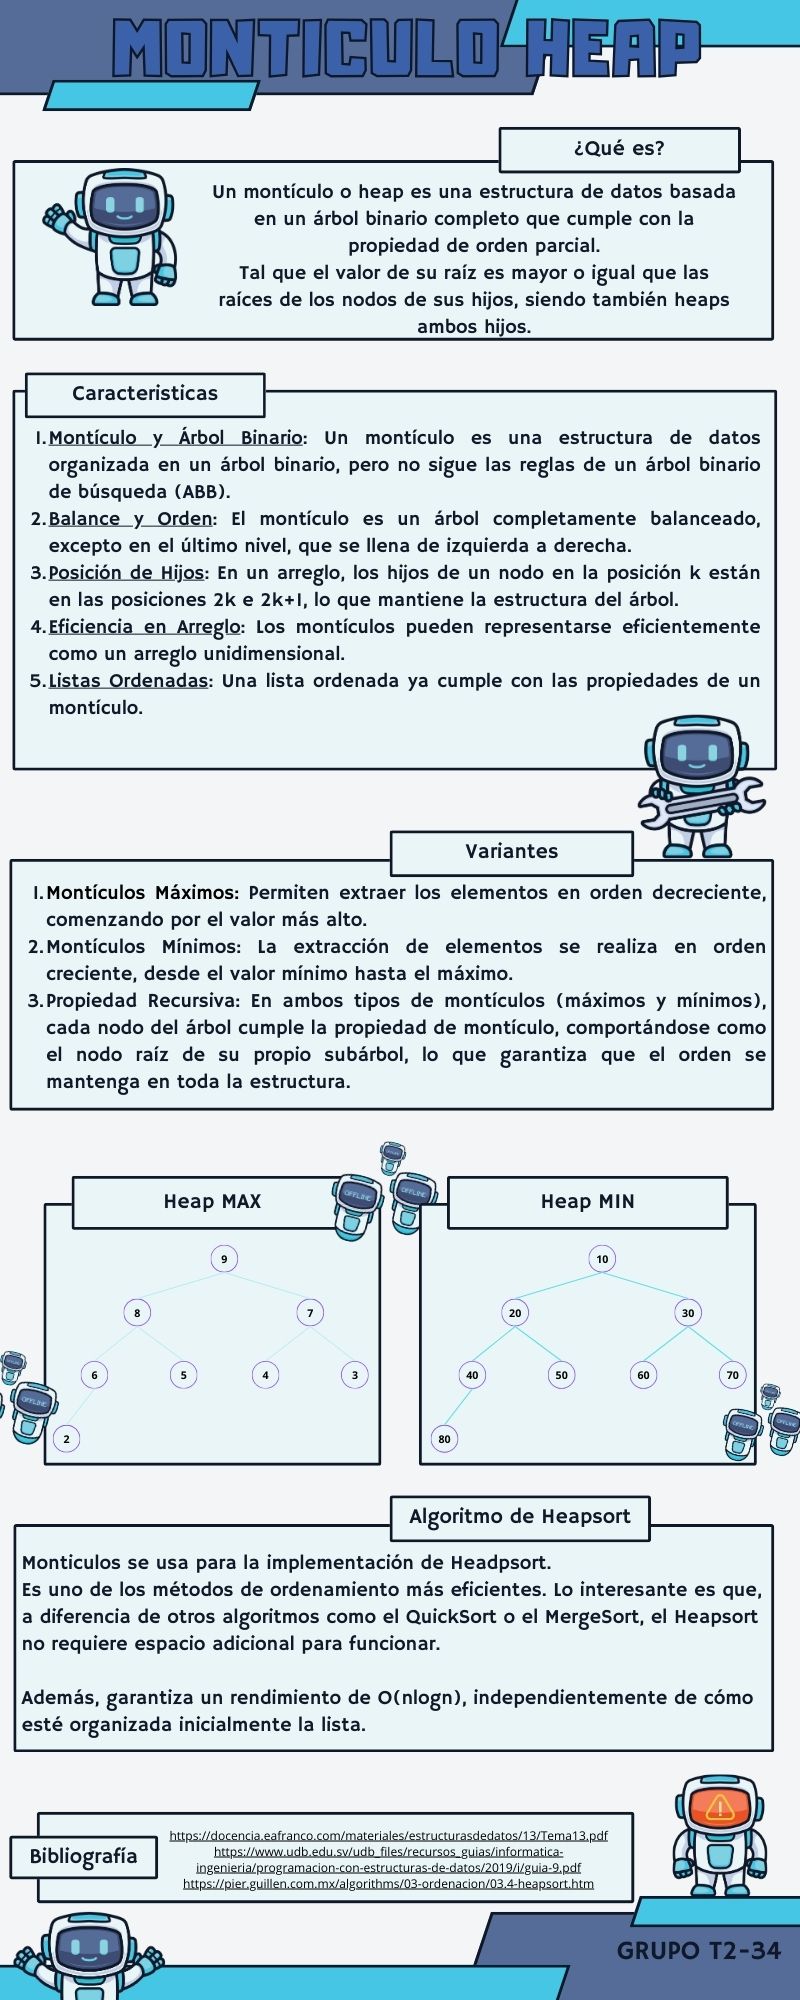 MONTICULO HEAP
¿Qué es?
Un montículo o heap es una estructura de datos basada
en un árbol binario completo que cumple con la
propiedad de orden parcial.
Tal que el valor de su raíz es mayor o igual que las
raíces de los nodos de sus hijos, siendo también heaps
ambos hijos.
Caracteristicas
1. Montículo y Árbol Binario: Un montículo es una estructura de datos
organizada en un árbol binario, pero no sigue las reglas de un árbol binario
de búsqueda (ABB).
2. Balance y Orden: El montículo es un árbol completamente balanceado,
excepto en el último nivel, que se llena de izquierda a derecha.
3. Posición de Hijos: En un arreglo, los hijos de un nodo en la posición k están
en las posiciones 2k e 2k+1, lo que mantiene la estructura del árbol.
4. Eficiencia en Arreglo: Los montículos pueden representarse eficientemente
como un arreglo unidimensional.
5. Listas Ordenadas: Una lista ordenada ya cumple con las propiedades de un
montículo.
Variantes
1. Montículos Máximos: Permiten extraer los elementos en orden decreciente,
comenzando por el valor más alto.
2. Montículos Mínimos: La extracción de elementos se realiza en orden
creciente, desde el valor mínimo hasta el máximo.
3. Propiedad Recursiva: En ambos tipos de montículos (máximos y mínimos),
cada nodo del árbol cumple la propiedad de montículo, comportándose como
el nodo raíz de su propio subárbol, lo que garantiza que el orden se
mantenga en toda la estructura.
OFFLINE
OFFLINE
Heap MAX
9
8 7
6 5 4 3
2
OFFLINE
Heap MIN
10
20 30
40 50 60 70
80
OFFLINE OFFLINE
Algoritmo de Heapsort
Monticulos se usa para la implementación de Headpsort.
Es uno de los métodos de ordenamiento más eficientes. Lo interesante es que,
a diferencia de otros algoritmos como el QuickSort o el MergeSort, el Heapsort
no requiere espacio adicional para funcionar.
Además, garantiza un rendimiento de O(nlogn), independientemente de cómo
esté organizada inicialmente la lista.
Bibliografía
https://docencia.eafranco.com/materiales/estructurasdedatos/13/Tema13.pdf
https://www.udb.edu.sv/udb_files/recursos_guias/informatica-
ingenieria/programacion-con-estructuras-de-datos/2019/i/guia-9.pdf
https://pier.guillen.com.mx/algorithms/03-ordenacion/03.4-heapsort.htm
GRUPO T2-34